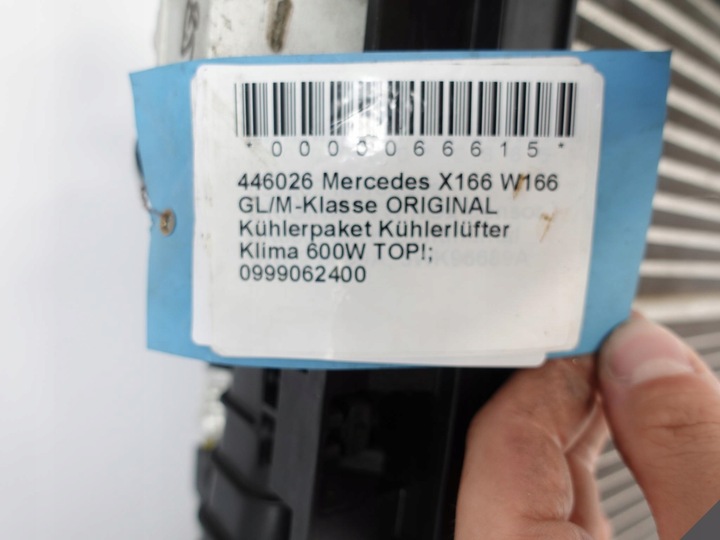 *0000066615*
446026 Mercedes X166 W166
GL/M-Klasse ORIGINAL
Kühlerpaket Kühlerlüfter
Klima 600W TOP!;
0999062400